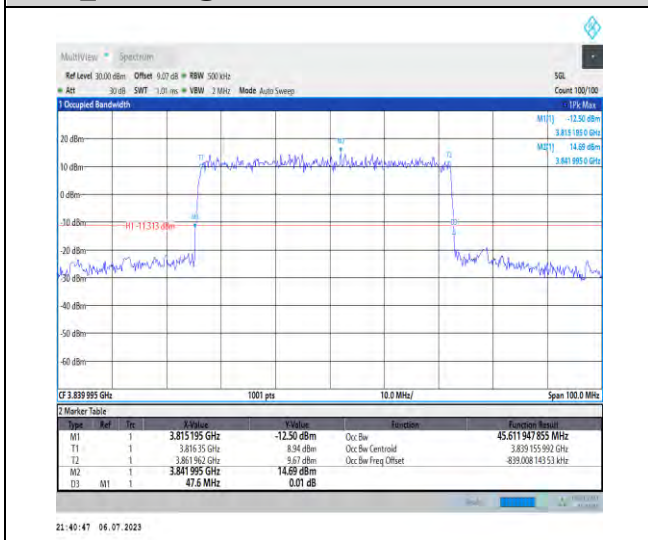 MultiView Spectrum
Ref Level 30.00 dBm Offset 9.07 dB RBW 500 kHz SGL
Att 30 dB SWT 1.01 ms VBW 2 MHz Mode Auto Sweep Count 100/100
1 Occupied Bandwidth 1Pk Max
M1[1] -12.50 dBm
3.815 195 0 GHz
M2[1] 14.69 dBm
3.841 995 0 GHz
20 dBm
M2
T1 T2
10 dBm
0 dBm
M1
-10 dBm
H1 -11.313 dBm
D3
-20 dBm
-30 dBm
-40 dBm
-50 dBm
-60 dBm
CF 3.839 995 GHz 1001 pts 10.0 MHz/ Span 100.0 MHz
2 Marker Table
Type Ref Trc X-Value Y-Value Function Function Result
M1 1 3.815195 GHz -12.50 dBm Occ Bw 45.611 947 855 MHz
T1 1 3.816 35 GHz 8.94 dBm Occ Bw Centroid 3.839 155 992 GHz
T2 1 3.861 962 GHz 9.67 dBm Occ Bw Freq Offset -839.008 143 53 kHz
M2 1 3.841 995 GHz 14.69 dBm
D3 M1 1 47.6 MHz 0.01 dB
21:40:47 06.07.2023